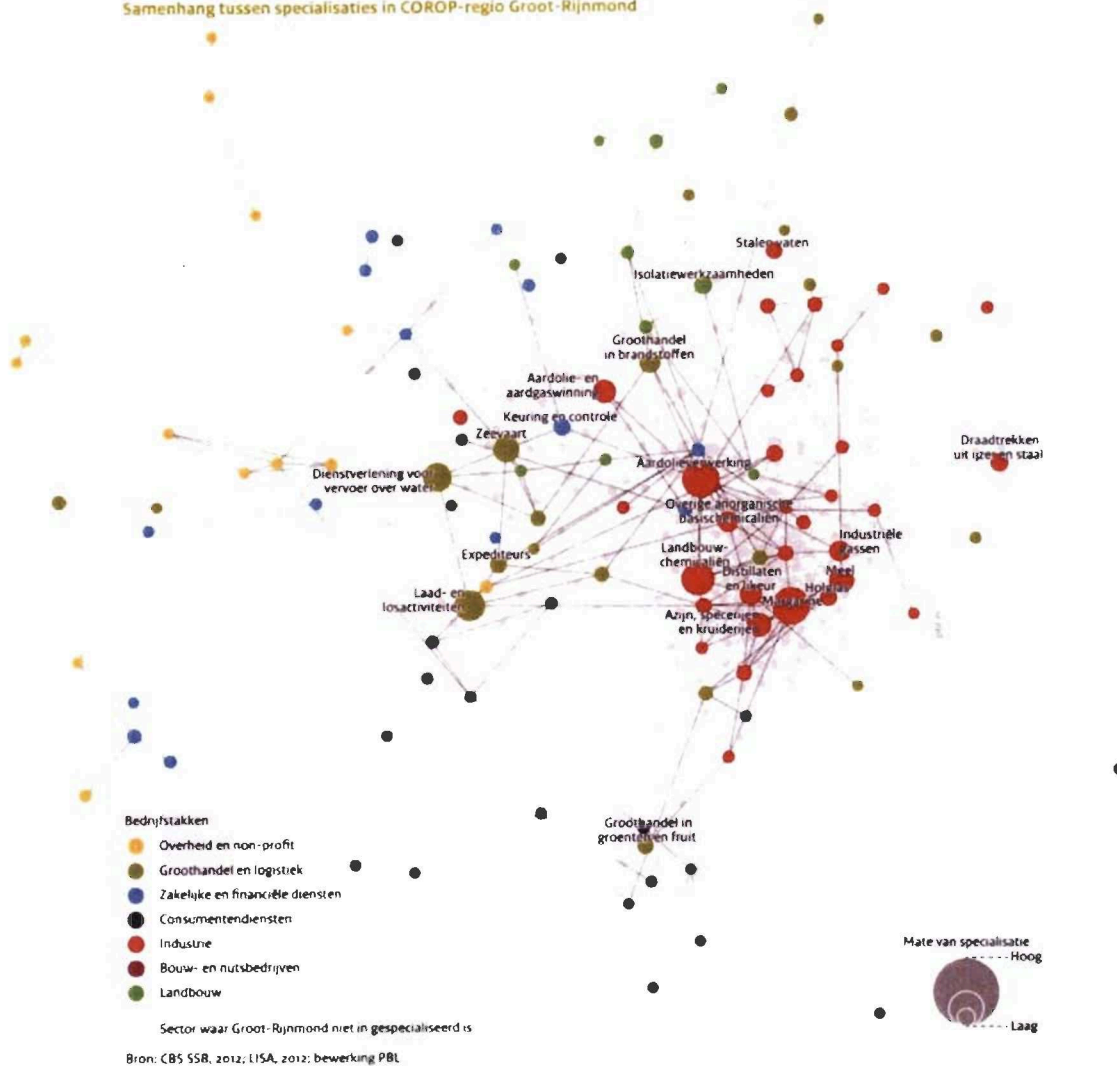 Samenhang tussen specialisaties in COROP-regio Groot-Rijnmond
Stalen vaten
Isolatiewerkzaamheden
Groothandel
in brandstoffen
Aardolie- en
aardgaswinning
Keuring en controle
Zeevaart
Dienstverlening voor
vervoer over water
Aardolieverwerking
Draadtrekken
uit ijzer en staal
Overige anorganische
basischemicaliën
Industriële
gassen
Expediteurs
Landbouw-
chemicaliën
Distillaten
en likeur
Meel
Holglas
Margarine
Laad- en
losactiviteiten
Azijn, specerijen
en kruiderijen
Groothandel in
groenten en fruit
Bedrijfstakken
Overheid en non-profit
Groothandel en logistiek
Zakelijke en financiële diensten
Consumentendiensten
Industrie
Bouw- en nutsbedrijven
Landbouw
Sector waar Groot-Rijnmond niet in gespecialiseerd is
Mate van specialisatie
Hoog
Laag
Bron: CBS SSB, 2012; LISA, 2012; bewerking PBL